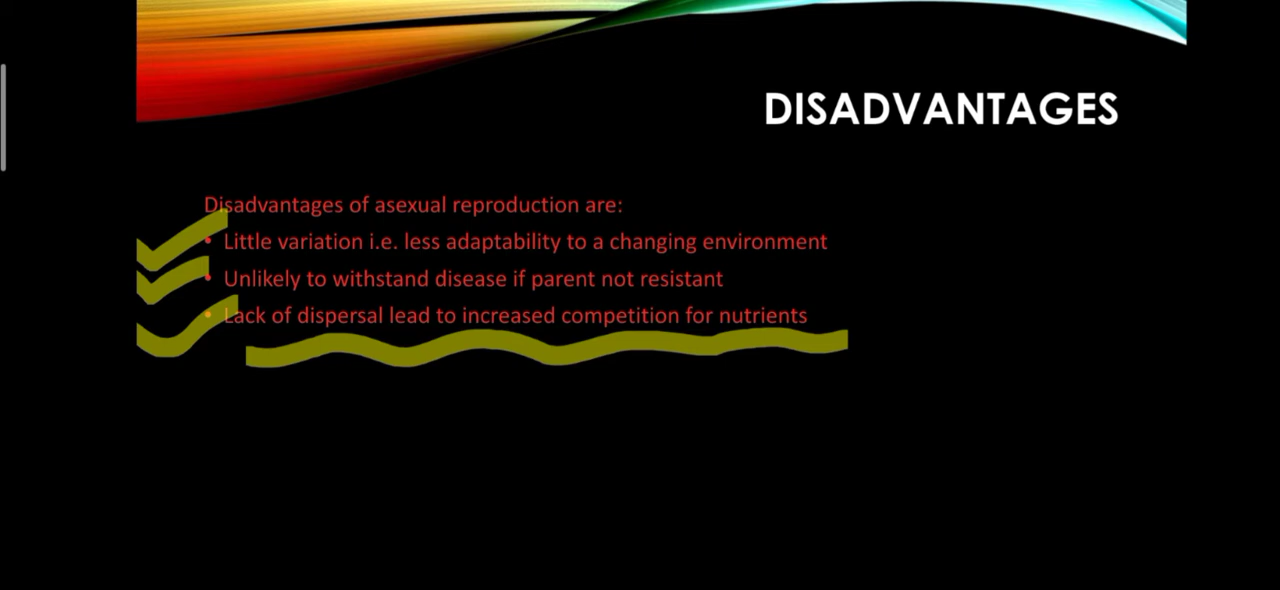 DISADVANTAGES
Disadvantages of asexual reproduction are:
• Little variation i.e. less adaptability to a changing environment
• Unlikely to withstand disease if parent not resistant
• Lack of dispersal lead to increased competition for nutrients